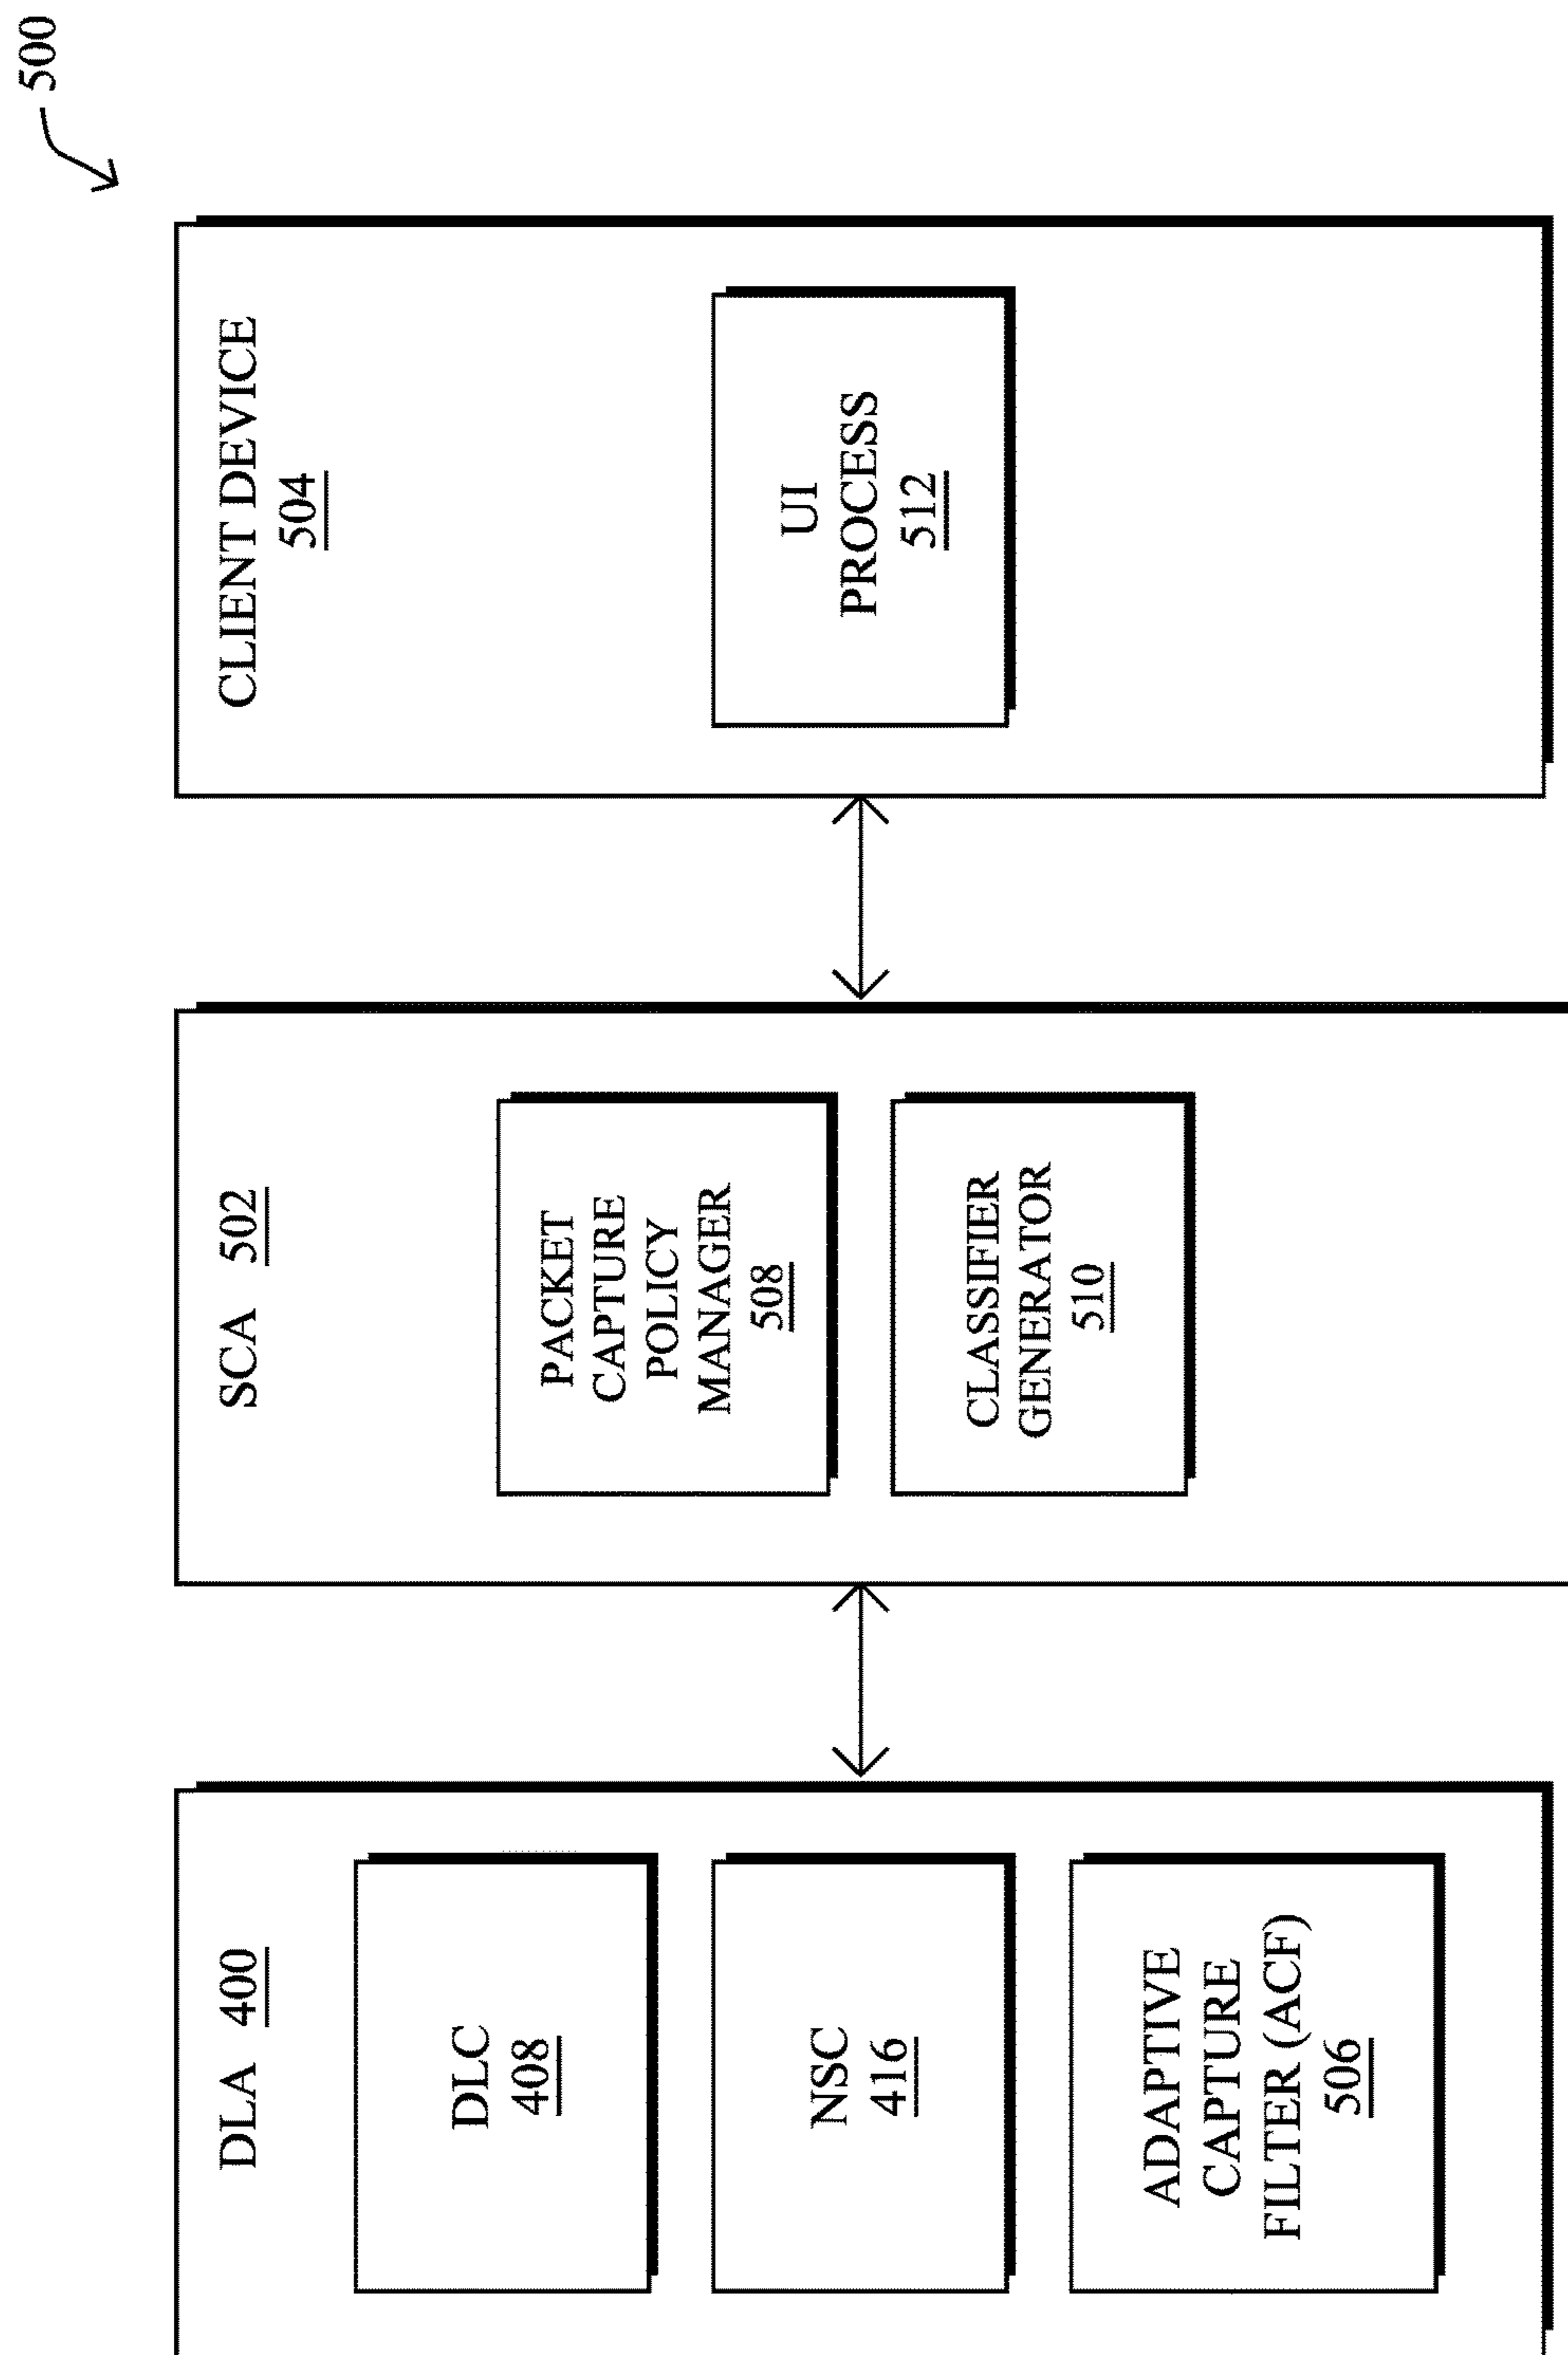 500
DLA 400
DLC
408
NSC
416
ADAPTIVE
CAPTURE
FILTER (ACF)
506
SCA 502
PACKET
CAPTURE
POLICY
MANAGER
508
CLASSIFIER
GENERATOR
510
CLIENT DEVICE
504
UI
PROCESS
512